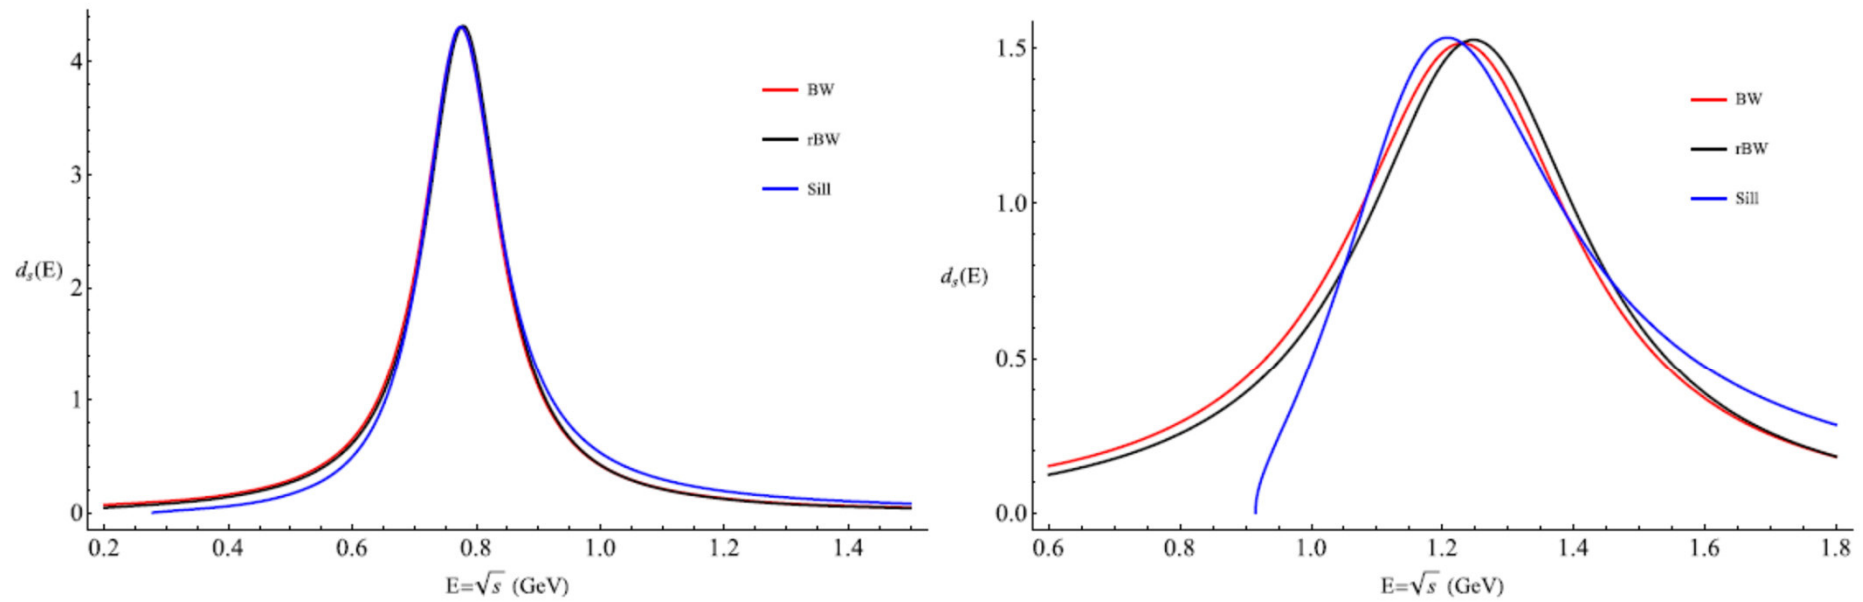 4
3
2
1
0
d_s(E)
BW
rBW
Sill
0.2 0.4 0.6 0.8 1.0 1.2 1.4
E=√s (GeV)
1.5
1.0
0.5
0.0
d_s(E)
BW
rBW
Sill
0.6 0.8 1.0 1.2 1.4 1.6 1.8
E=√s (GeV)